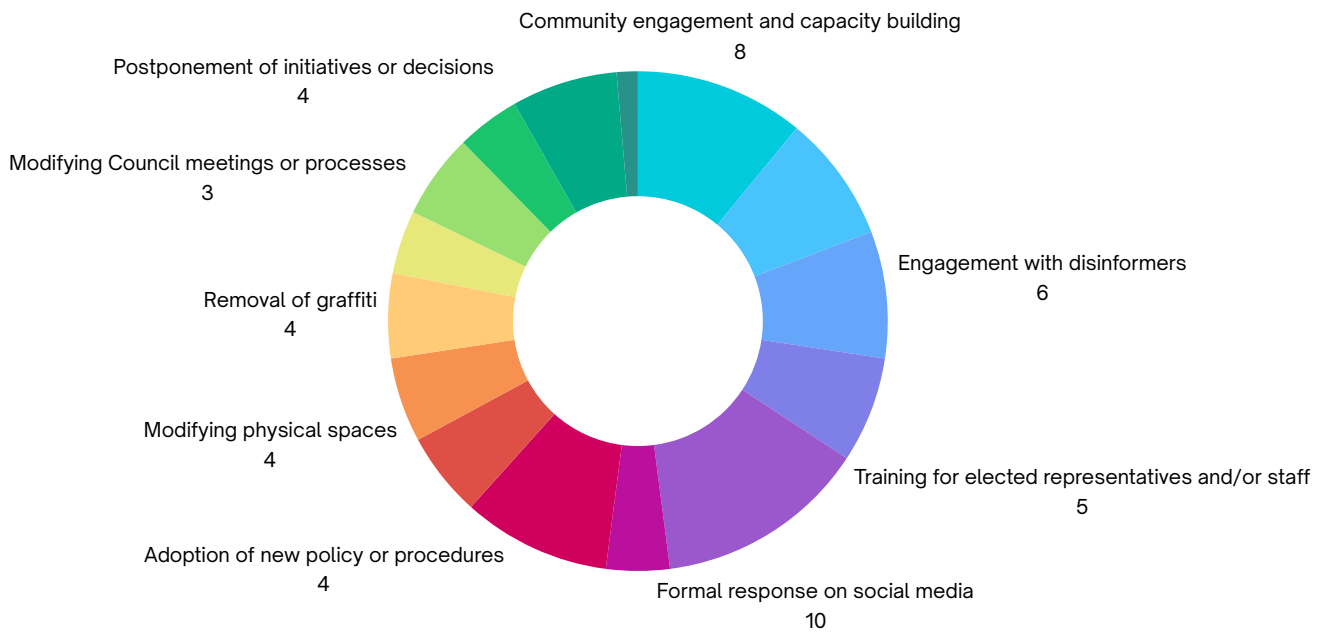 Community engagement and capacity building
8
Postponement of initiatives or decisions
4
Modifying Council meetings or processes
3
Engagement with disinformers
6
Removal of graffiti
4
Modifying physical spaces
4
Training for elected representatives and/or staff
5
Adoption of new policy or procedures
4
Formal response on social media
10